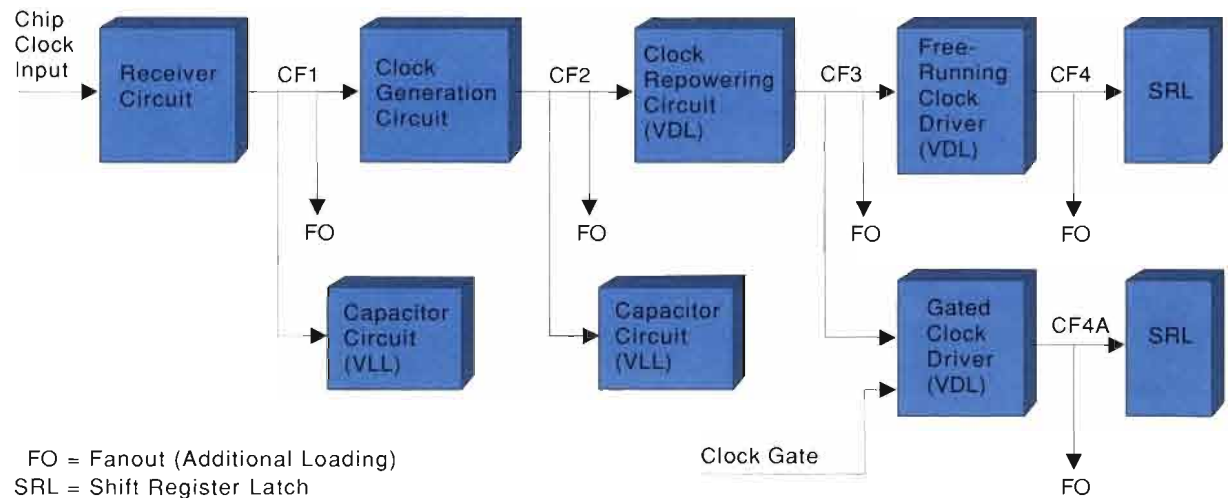 Chip
Clock
Input
Receiver
Circuit
CF1
FO
Clock
Generation
Circuit
CF2
FO
Clock
Repowering
Circuit
(VDL)
CF3
FO
Free-
Running
Clock
Driver
(VDL)
CF4
FO
SRL
Capacitor
Circuit
(VLL)
Capacitor
Circuit
(VLL)
Gated
Clock
Driver
(VDL)
CF4A
FO
SRL
Clock Gate
FO = Fanout (Additional Loading)
SRL = Shift Register Latch